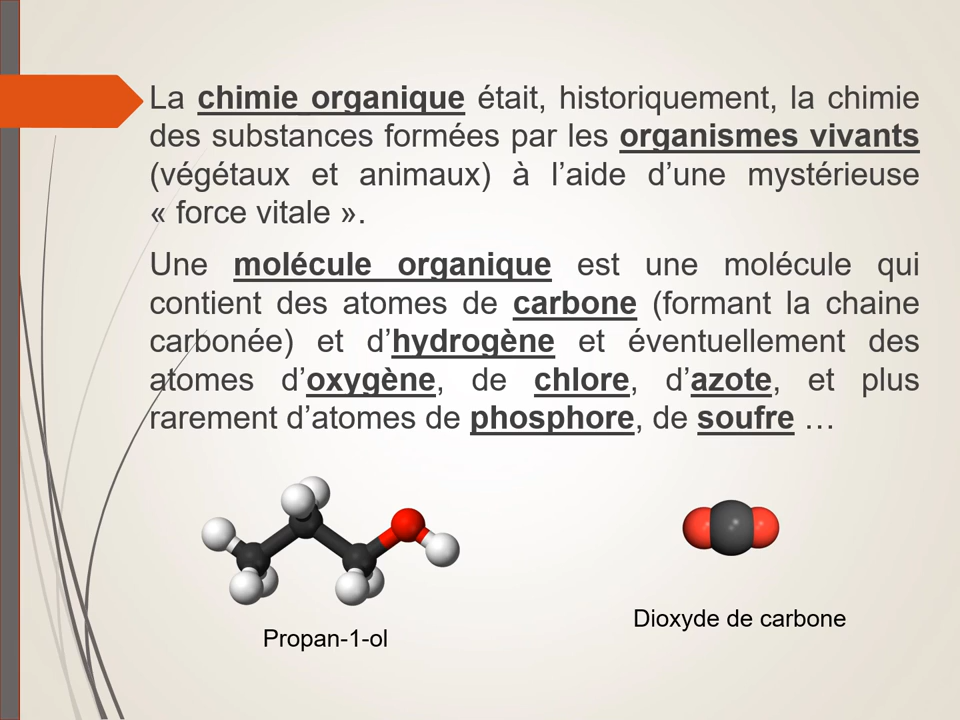 La chimie organique était, historiquement, la chimie
des substances formées par les organismes vivants
(végétaux et animaux) à l’aide d’une mystérieuse
« force vitale ».
Une molécule organique est une molécule qui
contient des atomes de carbone (formant la chaine
carbonée) et d’hydrogène et éventuellement des
atomes d’oxygène, de chlore, d’azote, et plus
rarement d’atomes de phosphore, de soufre …
Dioxyde de carbone
Propan-1-ol